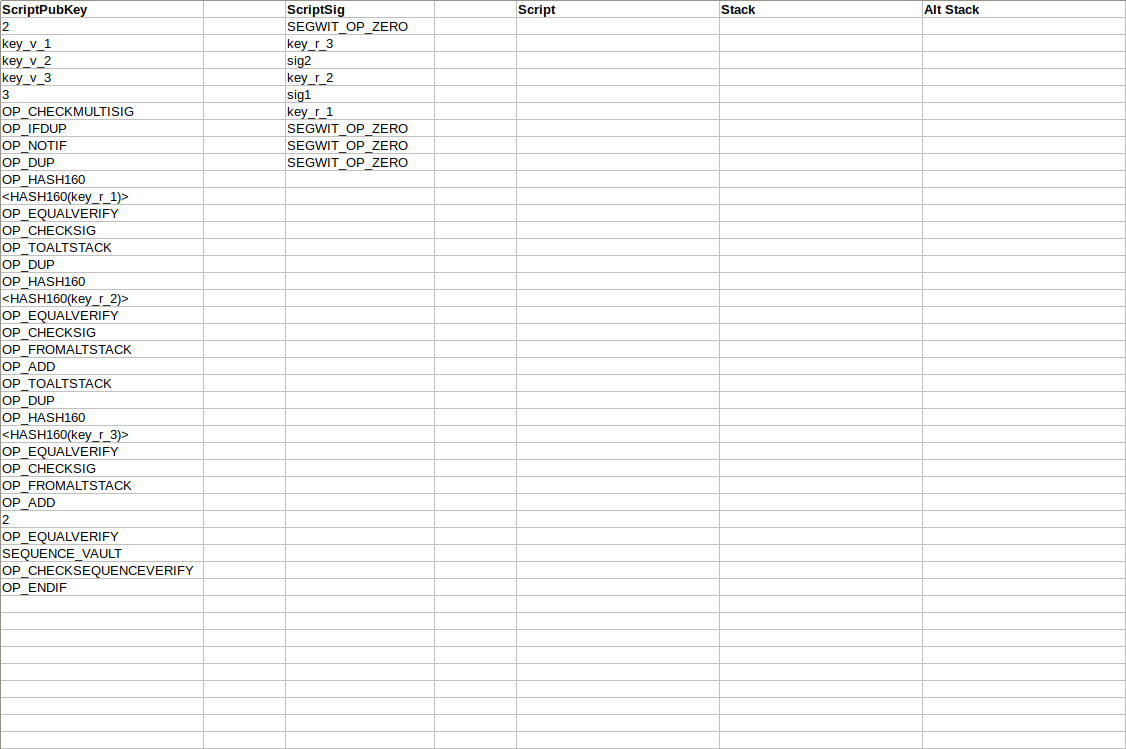 ScriptPubKey ScriptSig Script Stack Alt Stack
2 SEGWIT_OP_ZERO
key_v_1 key_r_3
key_v_2 sig2
key_v_3 key_r_2
3 sig1
OP_CHECKMULTISIG key_r_1
OP_IFDUP SEGWIT_OP_ZERO
OP_NOTIF SEGWIT_OP_ZERO
OP_DUP SEGWIT_OP_ZERO
OP_HASH160
<HASH160(key_r_1)>
OP_EQUALVERIFY
OP_CHECKSIG
OP_TOALTSTACK
OP_DUP
OP_HASH160
<HASH160(key_r_2)>
OP_EQUALVERIFY
OP_CHECKSIG
OP_FROMALTSTACK
OP_ADD
OP_TOALTSTACK
OP_DUP
OP_HASH160
<HASH160(key_r_3)>
OP_EQUALVERIFY
OP_CHECKSIG
OP_FROMALTSTACK
OP_ADD
2
OP_EQUALVERIFY
SEQUENCE_VAULT
OP_CHECKSEQUENCEVERIFY
OP_ENDIF